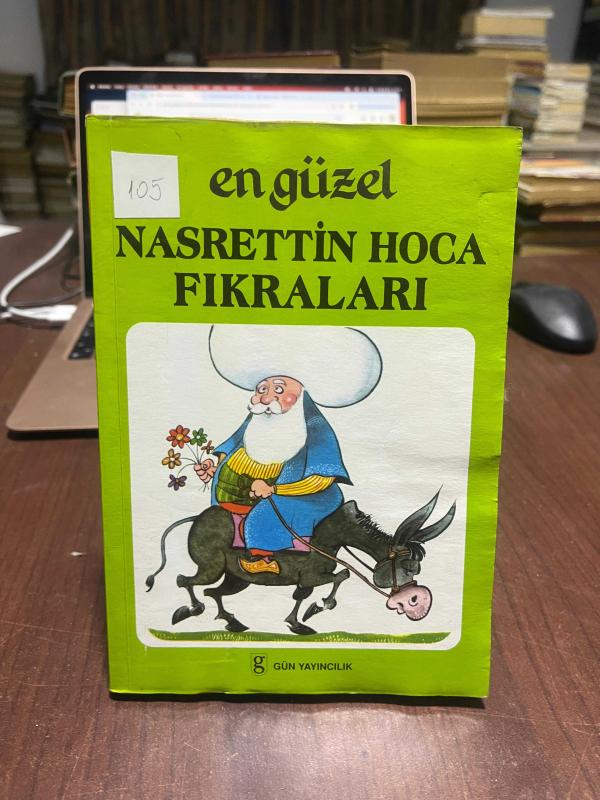 105
en güzel
NASRETTİN HOCA
FIKRALARI
g GÜN YAYINCILIK